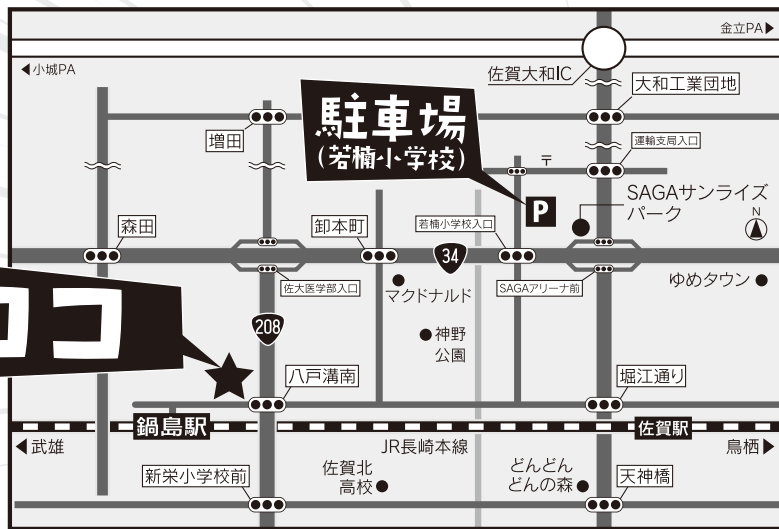 金立PA▶
◀小城PA
佐賀大和IC
大和工業団地
駐車場
(若楠小学校)
増田
運輸支局入口
〒
P
SAGAサンライズ
パーク
N
森田
卸本町
若楠小学校入口
34
佐大医学部入口
マクドナルド
SAGAアリーナ前
ゆめタウン
ココ
208
神野
公園
八戸溝南
堀江通り
鍋島駅
佐賀駅
◀武雄
JR長崎本線
鳥栖▶
新栄小学校前
佐賀北
高校
どんどん
どんの森
天神橋